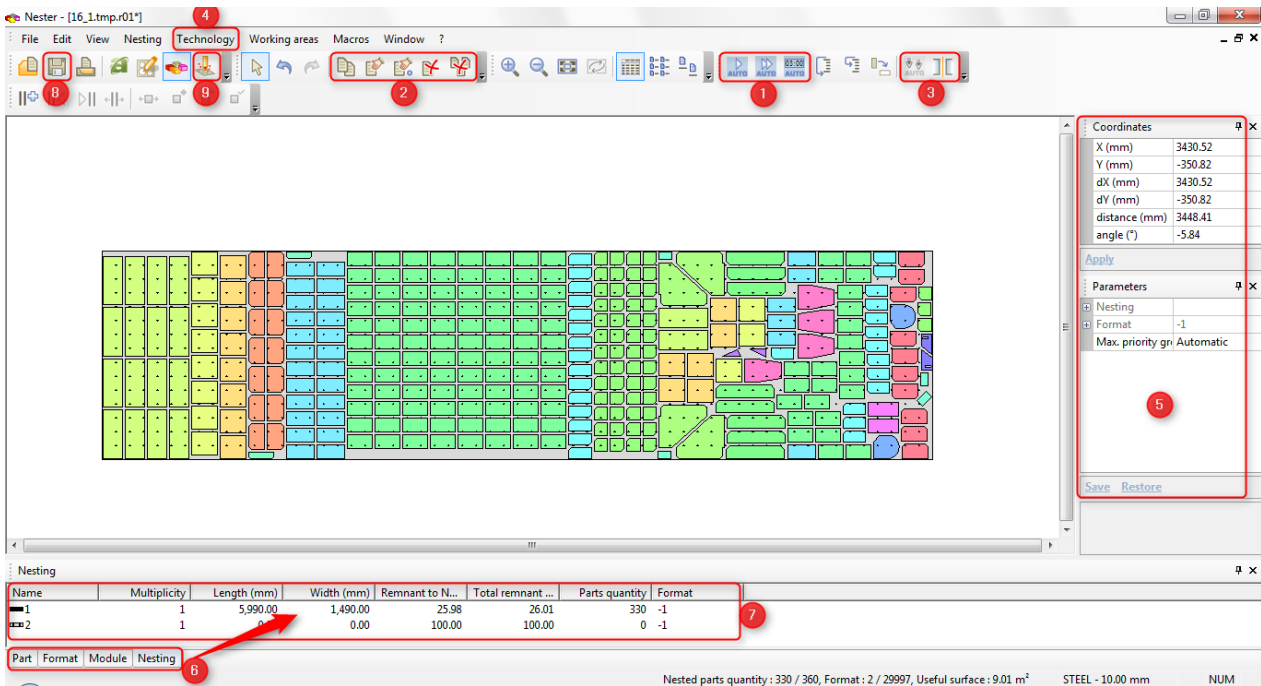 Nester - [16_1.tmp.r01*]
4
File Edit View Nesting Technology Working areas Macros Window ?
AUTO AUTO 03:00 AUTO AUTO
8 9 2 1 3
Coordinates
X (mm) 3430.52
Y (mm) -350.82
dX (mm) 3430.52
dY (mm) -350.82
distance (mm) 3448.41
angle (°) -5.84
Apply
Parameters
Nesting
Format -1
Max. priority gr Automatic
5
Save Restore
Nesting
Name Multiplicity Length (mm) Width (mm) Remnant to N... Total remnant ... Parts quantity Format
1 1 5,990.00 1,490.00 25.98 26.01 330 -1
7
2 1 0.00 100.00 100.00 0 -1
Part Format Module Nesting
6
Nested parts quantity : 330 / 360, Format : 2 / 29997, Useful surface : 9.01 m² STEEL - 10.00 mm NUM